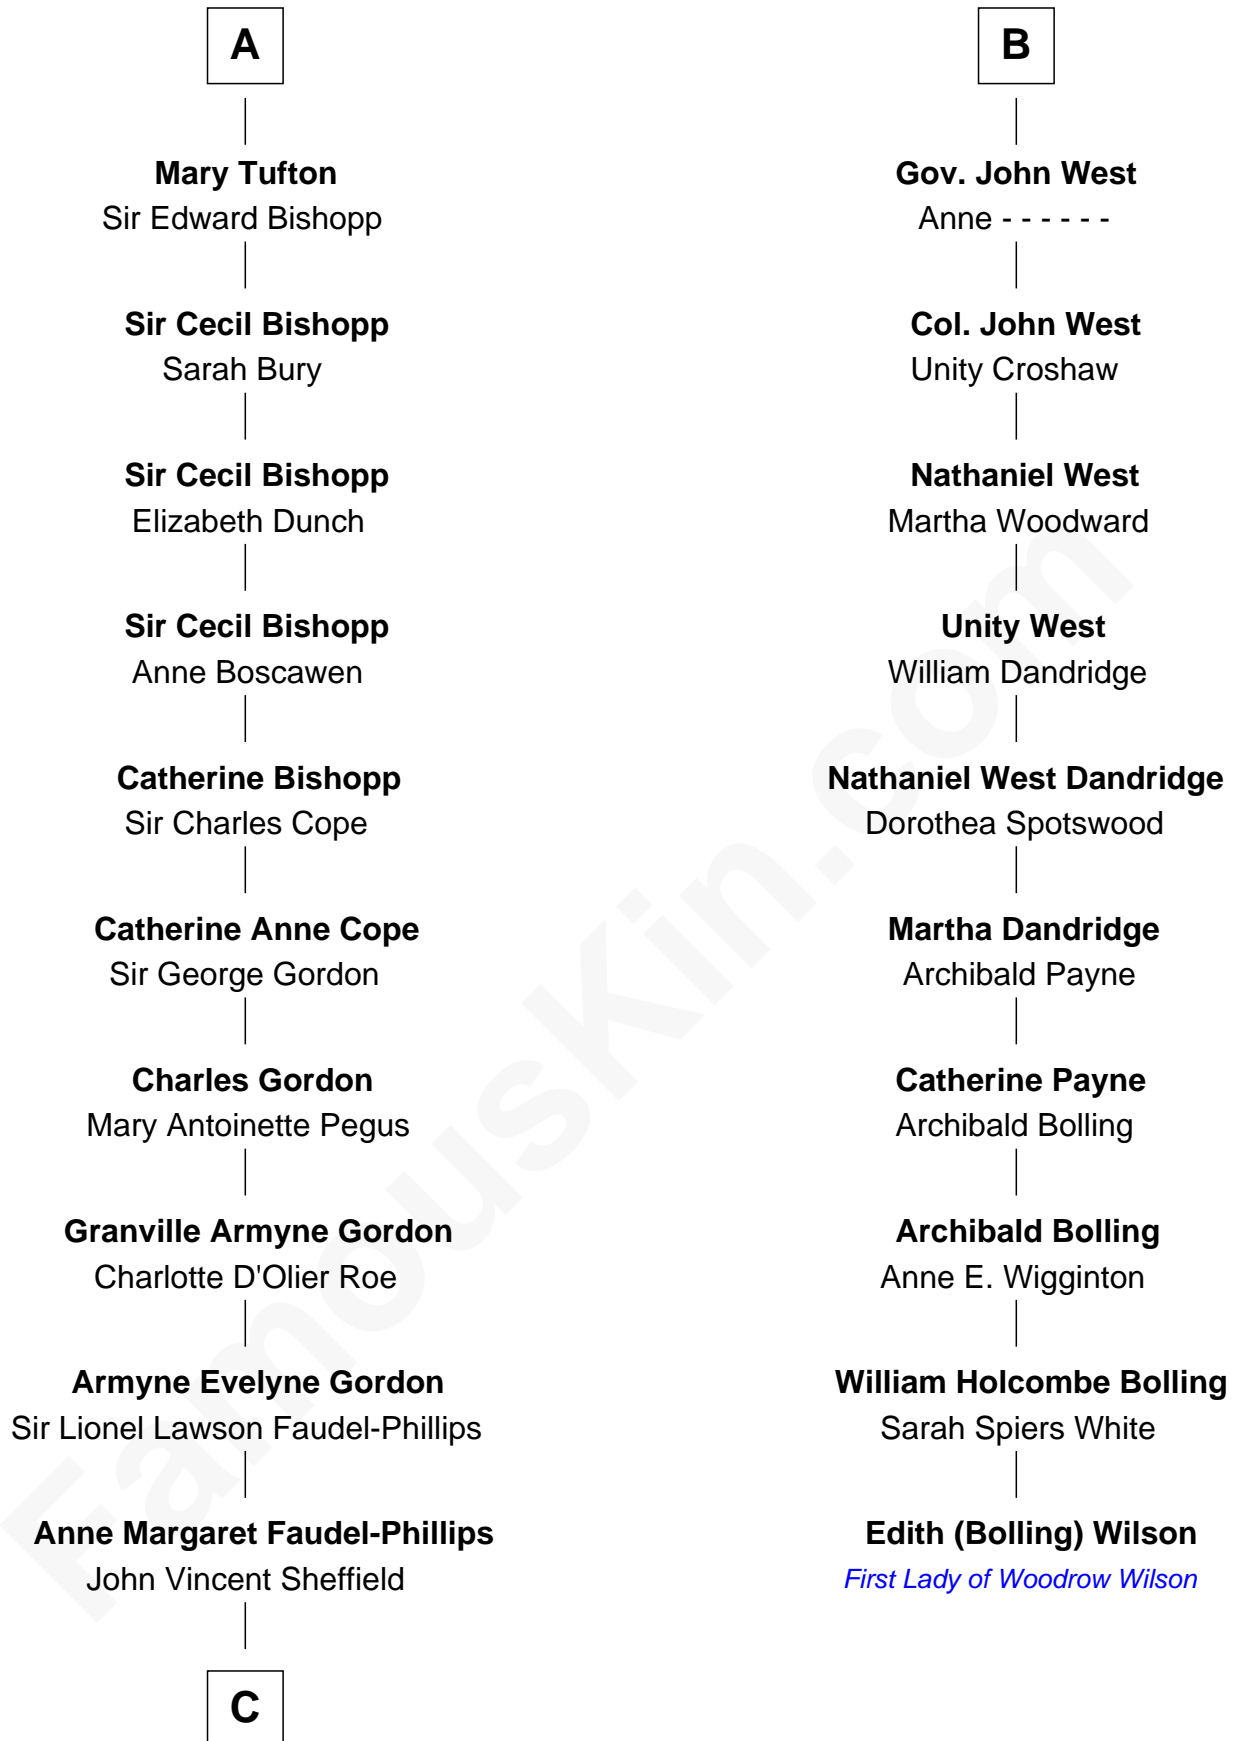 A
Mary Tufton
Sir Edward Bishopp
Sir Cecil Bishopp
Sarah Bury
Sir Cecil Bishopp
Elizabeth Dunch
Sir Cecil Bishopp
Anne Boscawen
Catherine Bishopp
Sir Charles Cope
Catherine Anne Cope
Sir George Gordon
Charles Gordon
Mary Antoinette Pegus
Granville Armyne Gordon
Charlotte D'Olier Roe
Armyne Evelyne Gordon
Sir Lionel Lawson Faudel-Phillips
Anne Margaret Faudel-Phillips
John Vincent Sheffield
C
B
Gov. John West
Anne - - - - - -
Col. John West
Unity Croshaw
Nathaniel West
Martha Woodward
Unity West
William Dandridge
Nathaniel West Dandridge
Dorothea Spotswood
Martha Dandridge
Archibald Payne
Catherine Payne
Archibald Bolling
Archibald Bolling
Anne E. Wigginton
William Holcombe Bolling
Sarah Spiers White
Edith (Bolling) Wilson
First Lady of Woodrow Wilson
FamousKin.com